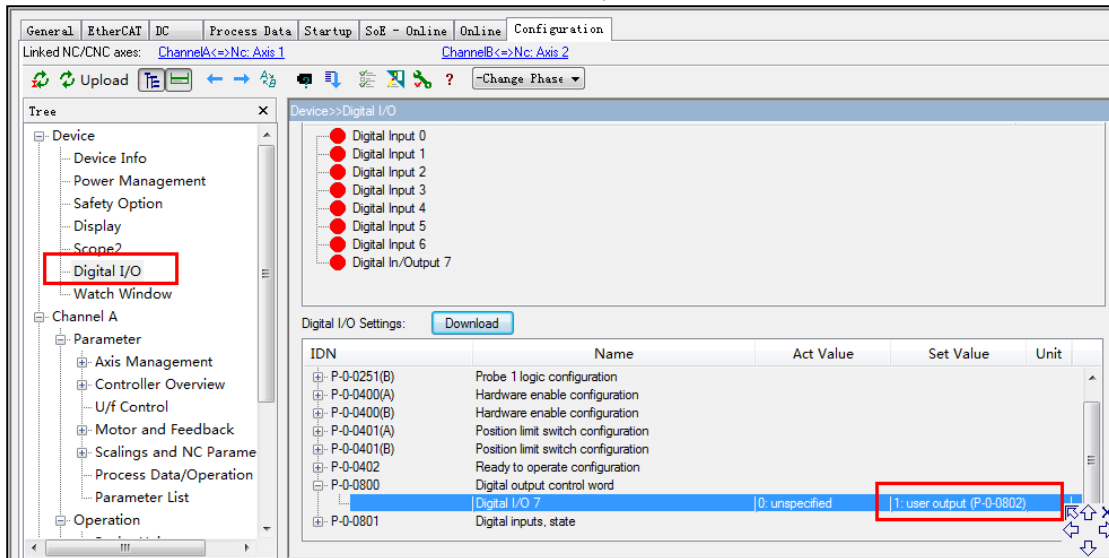 General EtherCAT DC Process Data Startup SoE - Online Online Configuration
Linked NC/CNC axes: ChannelA<=>Nc: Axis 1 ChannelB<=>Nc: Axis 2
Upload ? -Change Phase
Tree × Device>>Digital I/O
Device
Device Info
Power Management
Safety Option
Display
Scope2
Digital I/O
Watch Window
Channel A
Parameter
Axis Management
Controller Overview
U/f Control
Motor and Feedback
Scalings and NC Parame
Process Data/Operation
Parameter List
Operation
Digital Input 0
Digital Input 1
Digital Input 2
Digital Input 3
Digital Input 4
Digital Input 5
Digital Input 6
Digital In/Output 7
Digital I/O Settings: Download
IDN Name Act Value Set Value Unit
P-0-0251(B) Probe 1 logic configuration
P-0-0400(A) Hardware enable configuration
P-0-0400(B) Hardware enable configuration
P-0-0401(A) Position limit switch configuration
P-0-0401(B) Position limit switch configuration
P-0-0402 Ready to operate configuration
P-0-0800 Digital output control word
Digital I/O 7 0: unspecified 1: user output (P-0-0802)
P-0-0801 Digital inputs, state